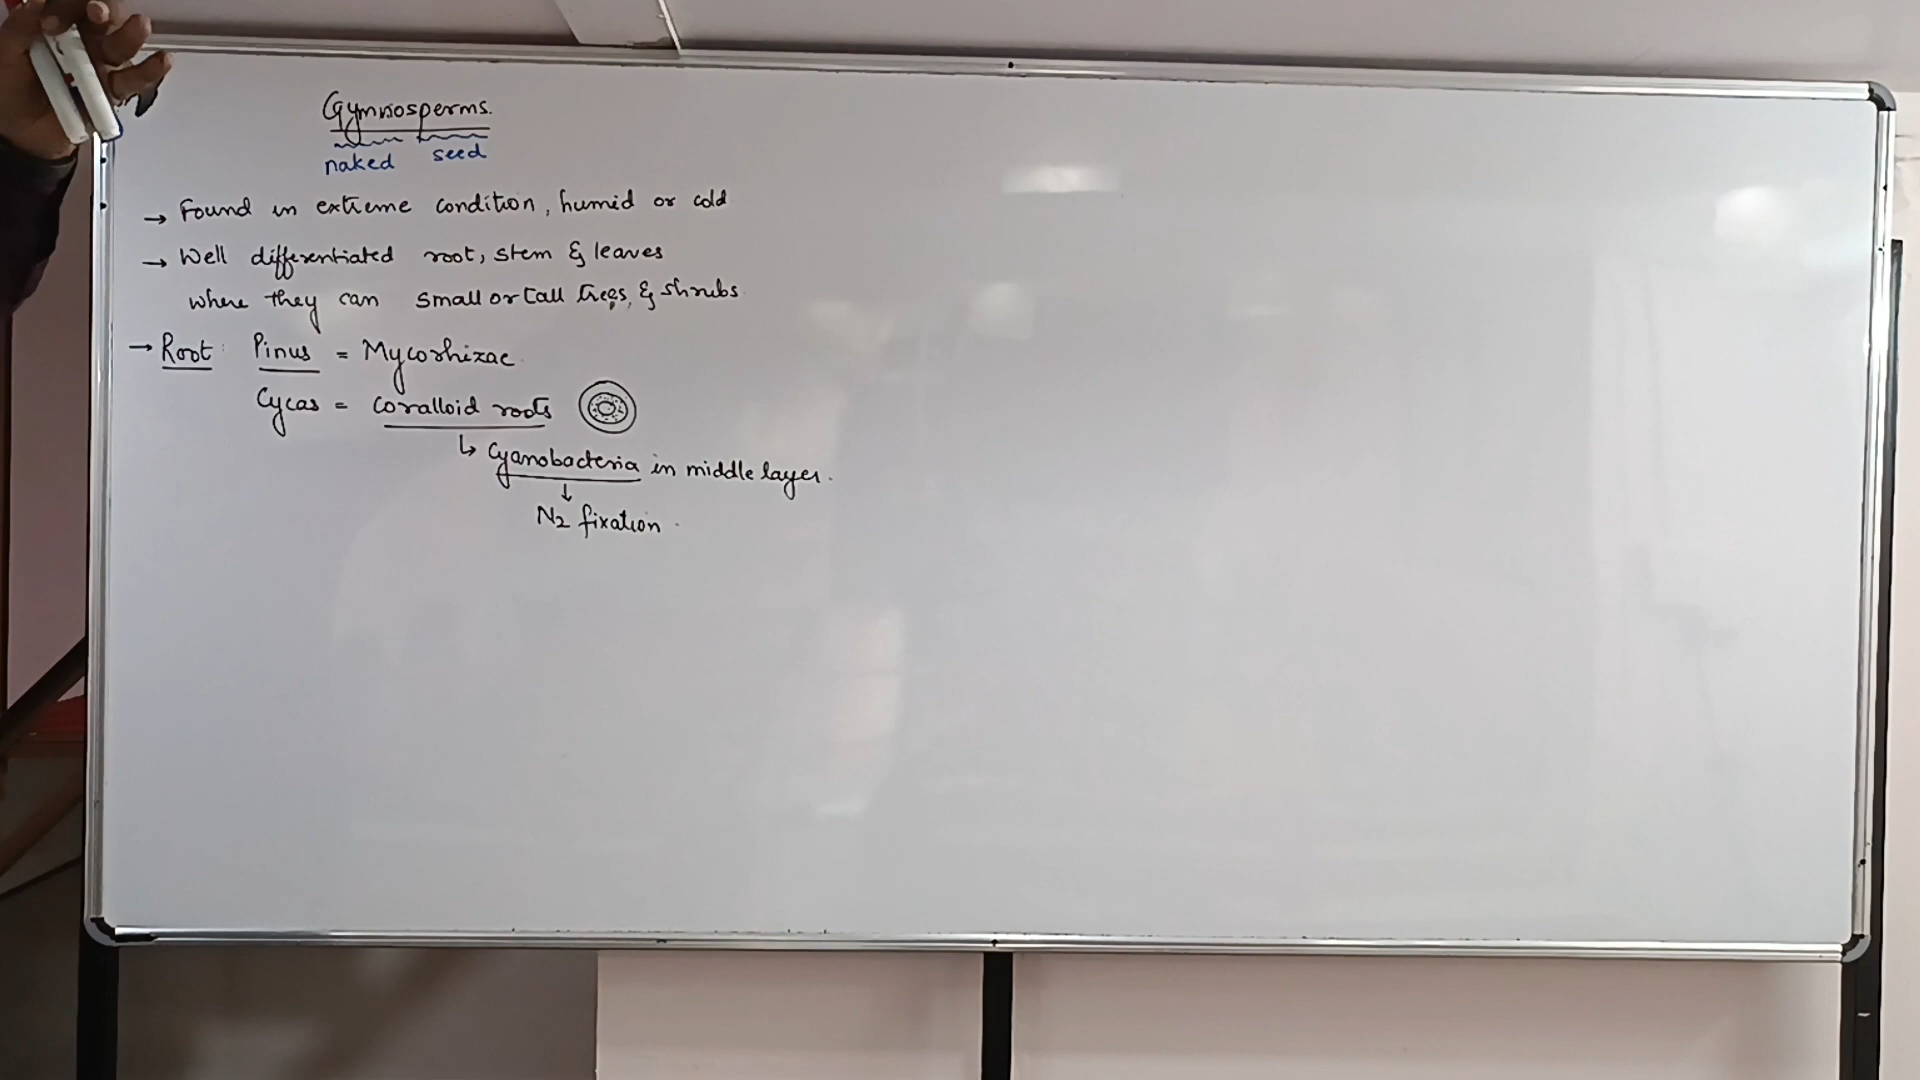 Gymnosperms.
naked seed
→ Found in extreme condition, humid or cold
→ Well differentiated root, stem & leaves
where they can small or tall trees, & shrubs
→ Root: Pinus = Mycorhizae
Cycas = coralloid roots
↳ Cyanobacteria in middle layer.
↓
N2 fixation.